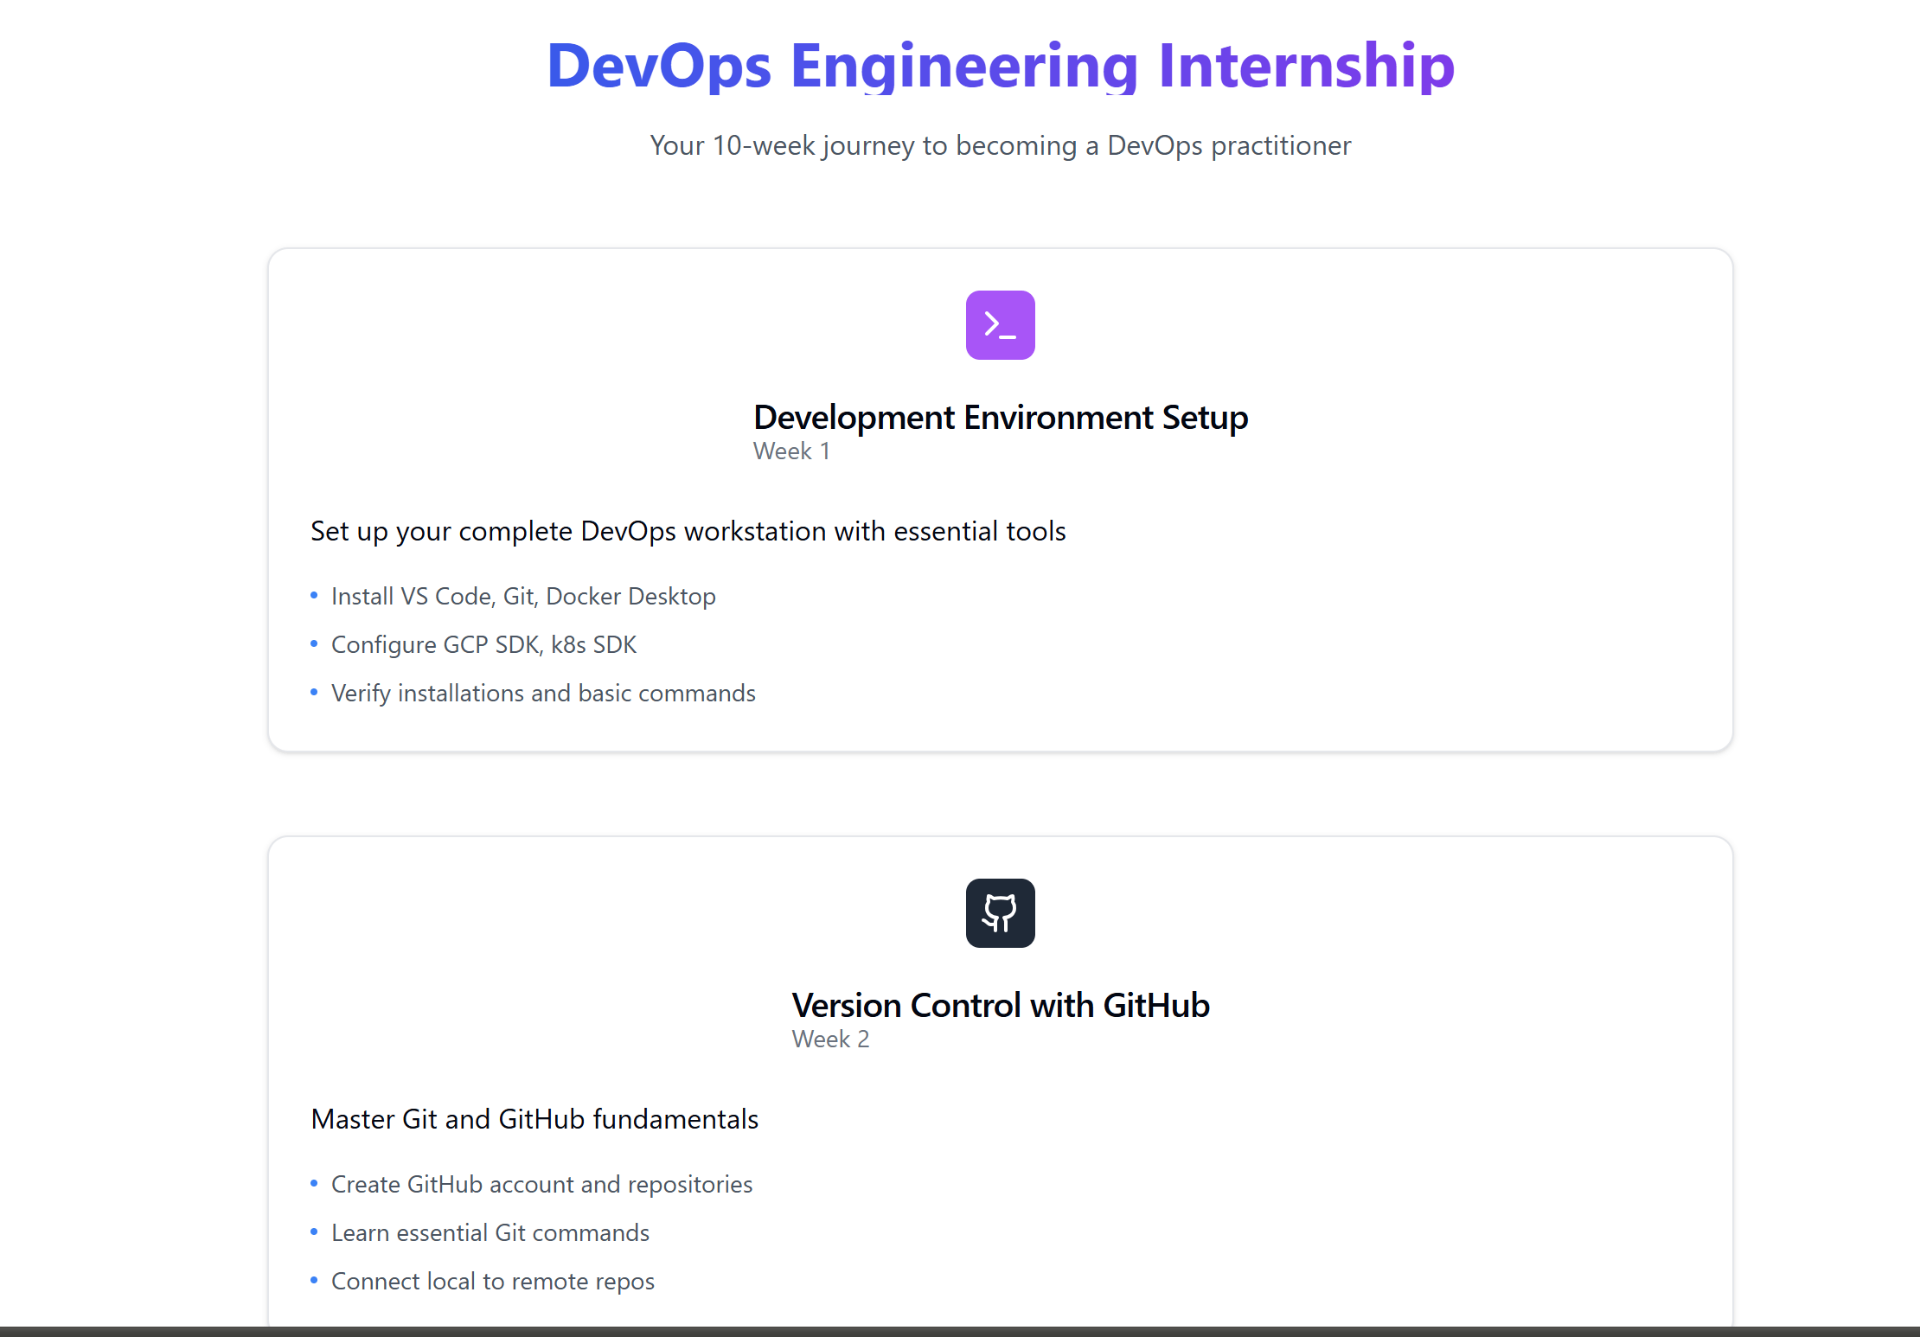 DevOps Engineering Internship
Your 10-week journey to becoming a DevOps practitioner
Development Environment Setup
Week 1
Set up your complete DevOps workstation with essential tools
• Install VS Code, Git, Docker Desktop
• Configure GCP SDK, k8s SDK
• Verify installations and basic commands
Version Control with GitHub
Week 2
Master Git and GitHub fundamentals
• Create GitHub account and repositories
• Learn essential Git commands
• Connect local to remote repos